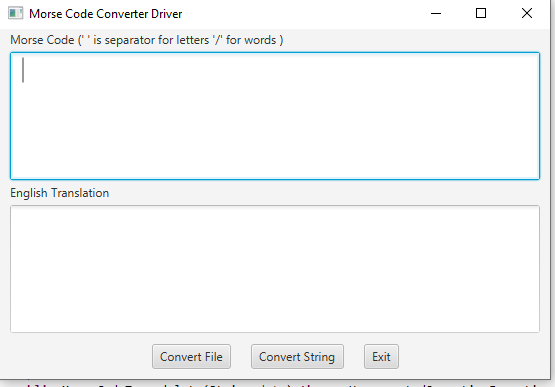 Morse Code Converter Driver
Morse Code (' ' is separator for letters '/' for words )
English Translation
Convert File Convert String Exit